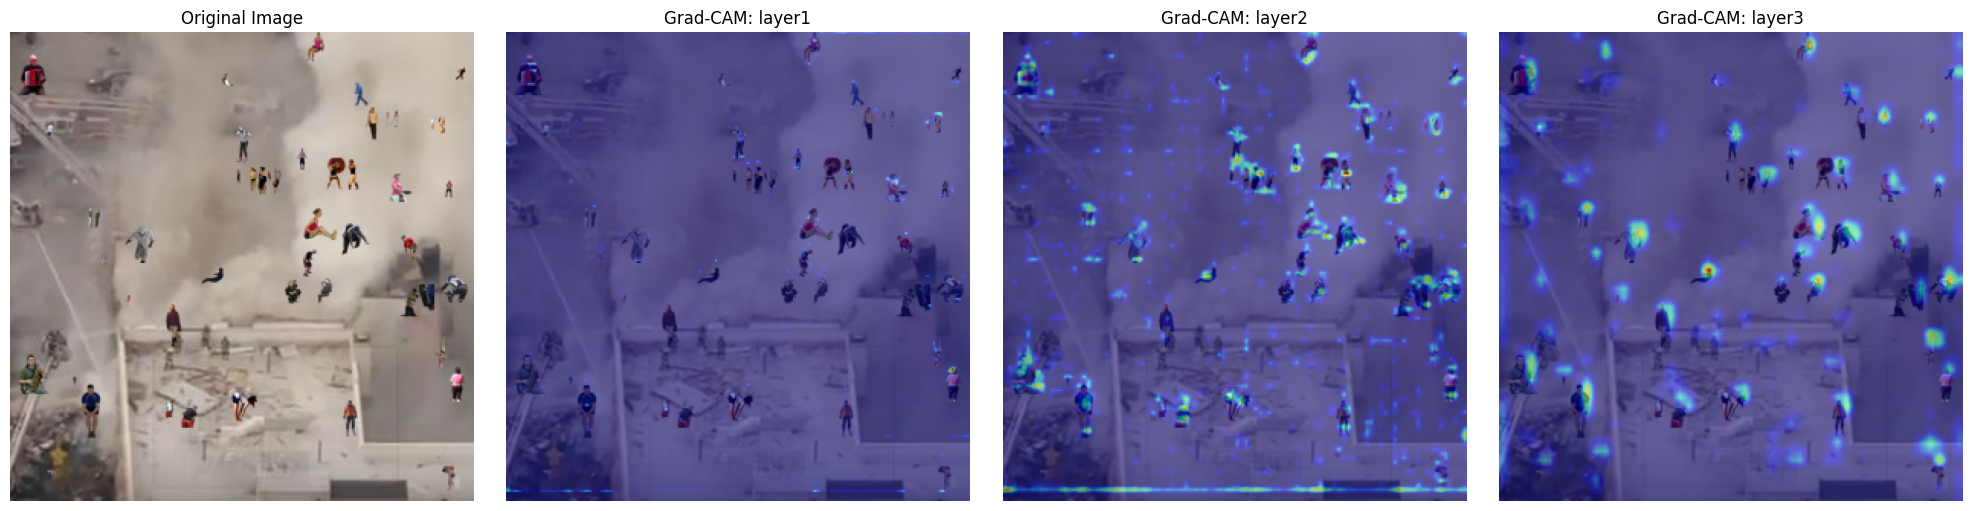 Original Image
Grad-CAM: layer1
Grad-CAM: layer2
Grad-CAM: layer3